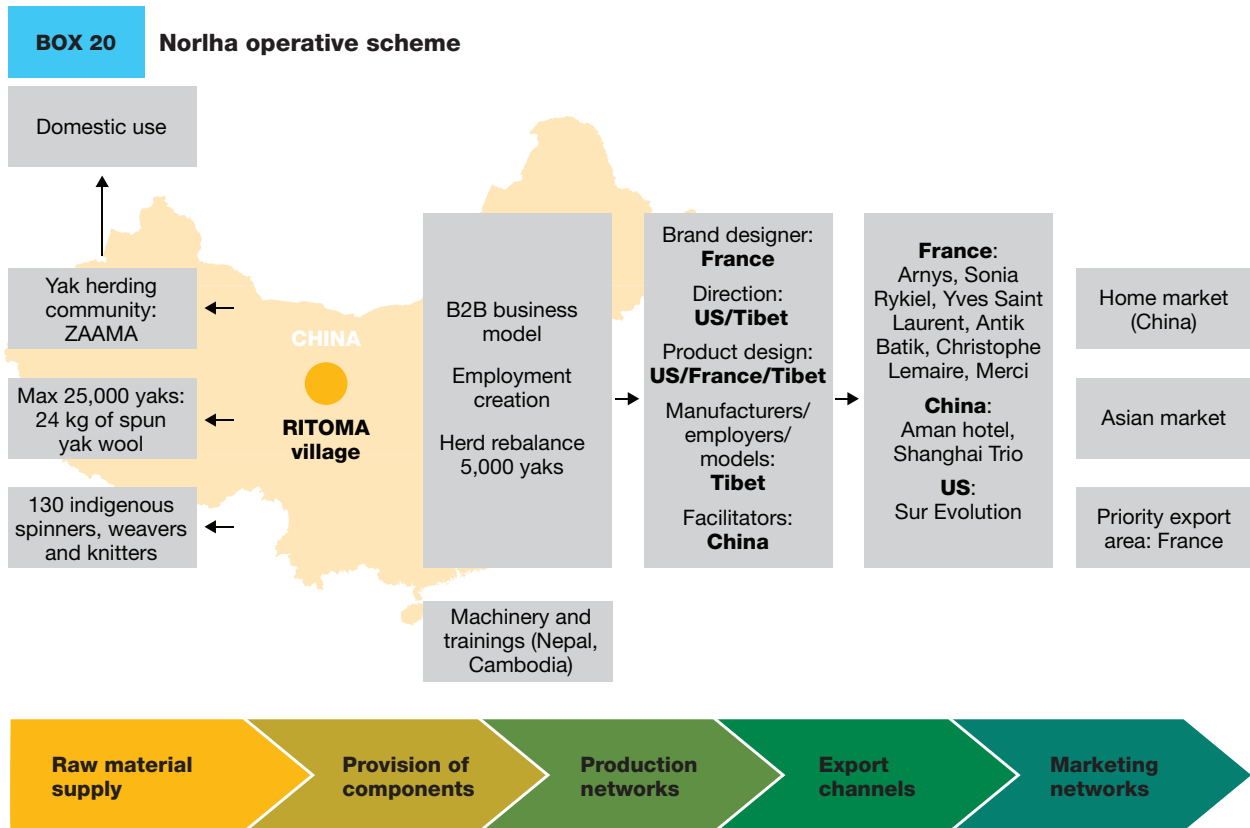 BOX 20
Norlha operative scheme
Domestic use
Yak herding
community:
ZAAMA
Max 25,000 yaks:
24 kg of spun
yak wool
130 indigenous
spinners, weavers
and knitters
CHINA
RITOMA
village
B2B business
model
Employment
creation
Herd rebalance
5,000 yaks
Machinery and
trainings (Nepal,
Cambodia)
Brand designer:
France
Direction:
US/Tibet
Product design:
US/France/Tibet
Manufacturers/
employers/
models:
Tibet
Facilitators:
China
France:
Arnys, Sonia
Rykiel, Yves Saint
Laurent, Antik
Batik, Christophe
Lemaire, Merci
China:
Aman hotel,
Shanghai Trio
US:
Sur Evolution
Home market
(China)
Asian market
Priority export
area: France
Raw material
supply
Provision of
components
Production
networks
Export
channels
Marketing
networks